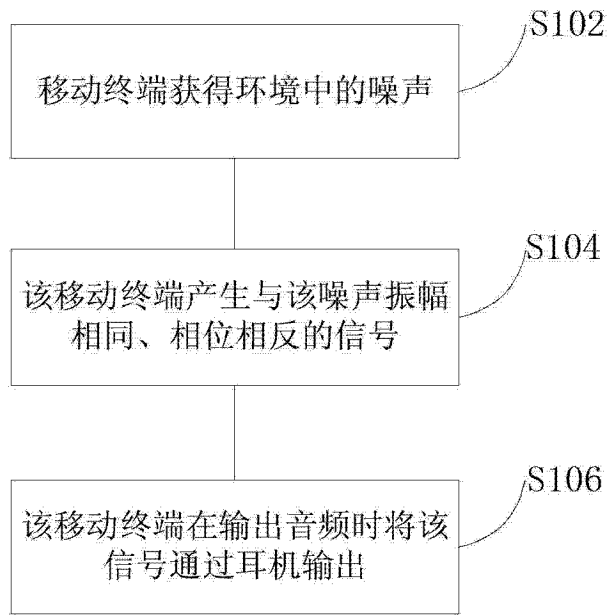 S102
移动终端获得环境中的噪声
S104
该移动终端产生与该噪声振幅
相同、相位相反的信号
S106
该移动终端在输出音频时将该
信号通过耳机输出